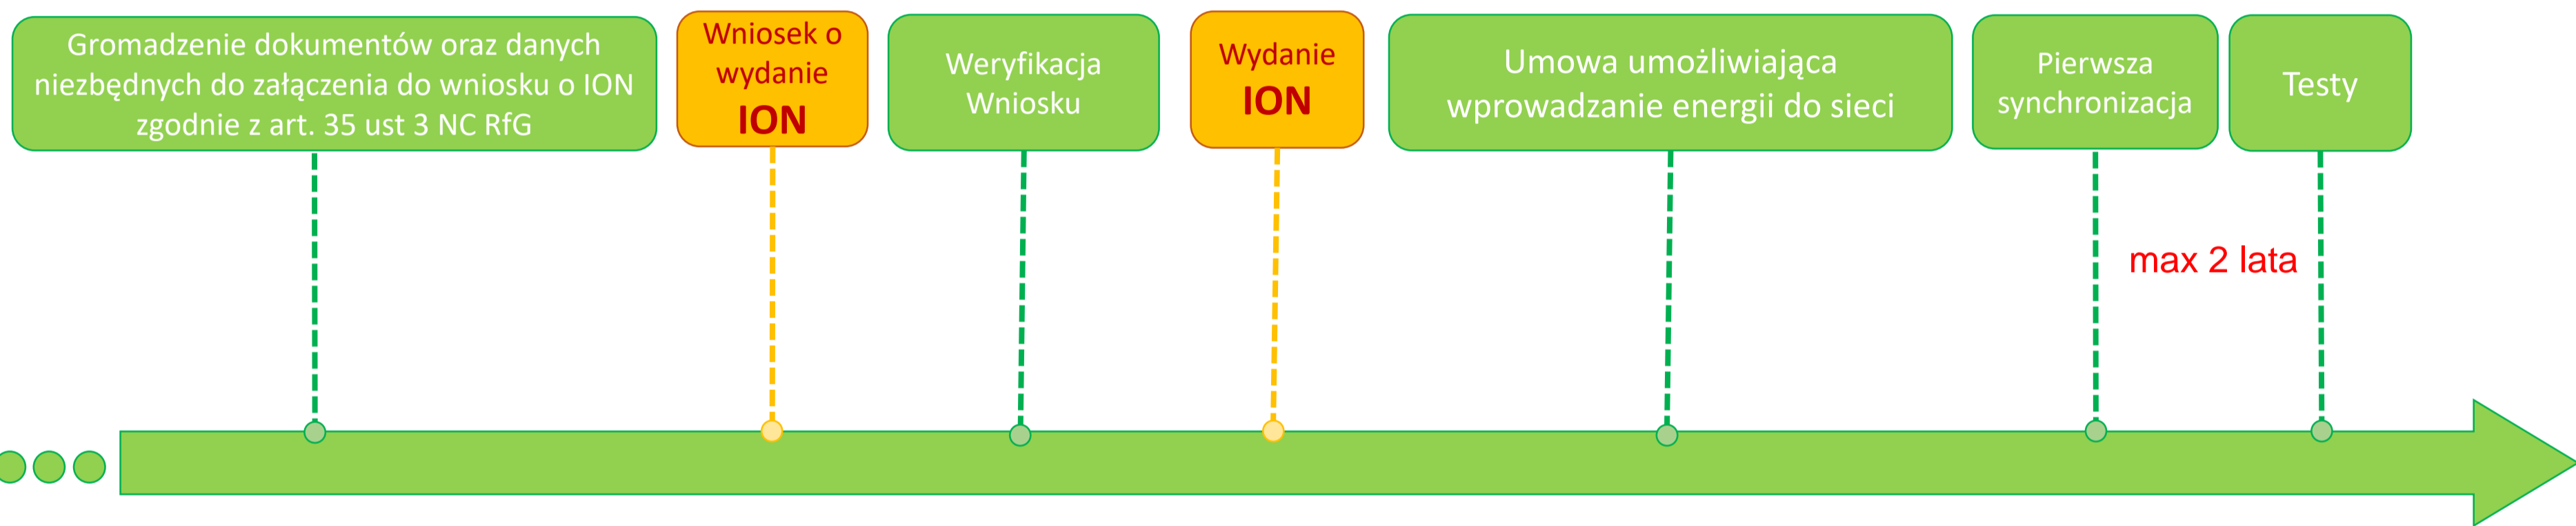 Gromadzenie dokumentów oraz danych
niezbędnych do załączenia do wniosku o ION
zgodnie z art. 35 ust 3 NC RfG
Wniosek o
wydanie
ION
Weryfikacja
Wniosku
Wydanie
ION
Umowa umożliwiająca
wprowadzanie energii do sieci
Pierwsza
synchronizacja
Testy
max 2 lata